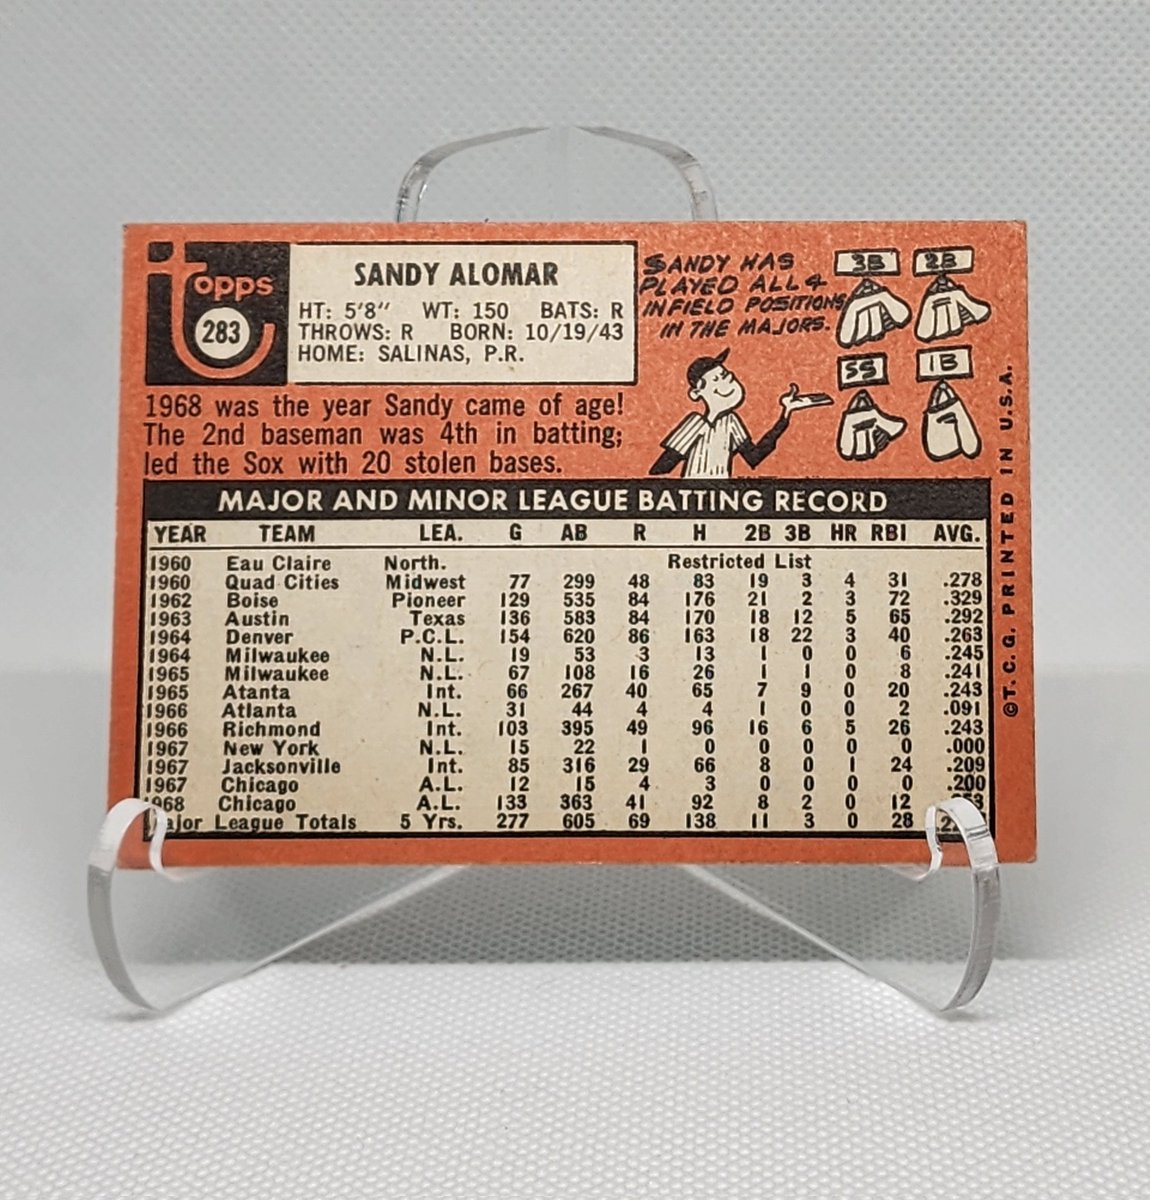 Topps
283
SANDY ALOMAR
HT: 5'8" WT: 150 BATS: R
THROWS: R BORN: 10/19/43
HOME: SALINAS, P.R.
SANDY HAS
PLAYED ALL 4
INFIELD POSITIONS
IN THE MAJORS.
3B 2B
SS 1B
1968 was the year Sandy came of age!
The 2nd baseman was 4th in batting;
led the Sox with 20 stolen bases.
MAJOR AND MINOR LEAGUE BATTING RECORD
YEAR TEAM LEA. G AB R H 2B 3B HR RBI AVG.
1960 Eau Claire North. Restricted List
1960 Quad Cities Midwest 77 299 48 83 19 3 4 31 .278
1962 Boise Pioneer 129 535 84 176 21 2 3 72 .329
1963 Austin Texas 136 583 84 170 18 12 5 65 .292
1964 Denver P.C.L. 154 620 86 163 18 22 3 40 .263
1964 Milwaukee N.L. 19 53 3 13 1 0 0 6 .245
1965 Milwaukee N.L. 67 108 16 26 1 1 0 8 .241
1965 Atanta Int. 66 267 40 65 7 9 0 20 .243
1966 Atlanta N.L. 31 44 4 4 1 0 0 2 .091
1966 Richmond Int. 103 395 49 96 16 6 5 26 .243
1967 New York N.L. 15 22 1 0 0 0 0 0 .000
1967 Jacksonville Int. 85 316 29 66 8 0 1 24 .209
1967 Chicago A.L. 12 15 4 3 0 0 0 0 .200
1968 Chicago A.L. 133 363 41 92 8 2 0 12 .253
Major League Totals 5 Yrs. 277 605 69 138 11 3 0 28
©T.C.G. PRINTED IN U.S.A.